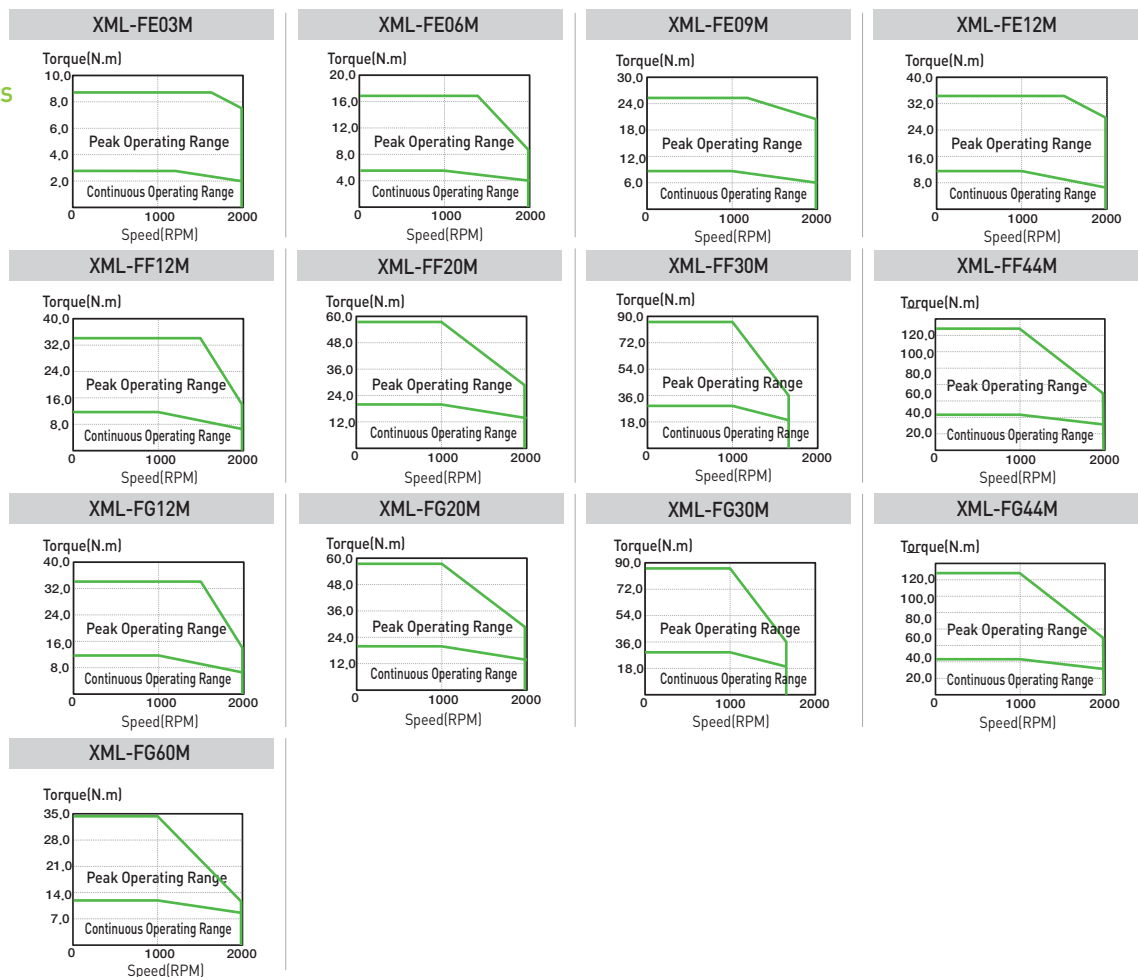 S
XML-FE03M
Torque(N.m)
10,0
8,0
6,0
4,0
2,0
Peak Operating Range
Continuous Operating Range
0 1000 2000
Speed(RPM)
XML-FE06M
Torque(N.m)
20,0
16,0
12,0
8,0
4,0
Peak Operating Range
Continuous Operating Range
0 1000 2000
Speed(RPM)
XML-FE09M
Torque(N.m)
30,0
24,0
18,0
12,0
6,0
Peak Operating Range
Continuous Operating Range
0 1000 2000
Speed(RPM)
XML-FE12M
Torque(N.m)
40,0
32,0
24,0
16,0
8,0
Peak Operating Range
Continuous Operating Range
0 1000 2000
Speed(RPM)
XML-FF12M
Torque(N.m)
40,0
32,0
24,0
16,0
8,0
Peak Operating Range
Continuous Operating Range
0 1000 2000
Speed(RPM)
XML-FF20M
Torque(N.m)
60,0
48,0
36,0
24,0
12,0
Peak Operating Range
Continuous Operating Range
0 1000 2000
Speed(RPM)
XML-FF30M
Torque(N.m)
90,0
72,0
54,0
36,0
18,0
Peak Operating Range
Continuous Operating Range
0 1000 2000
Speed(RPM)
XML-FF44M
Torque(N.m)
120,0
100,0
80,0
60,0
40,0
20,0
Peak Operating Range
Continuous Operating Range
0 1000 2000
Speed(RPM)
XML-FG12M
Torque(N.m)
40,0
32,0
24,0
16,0
8,0
Peak Operating Range
Continuous Operating Range
0 1000 2000
Speed(RPM)
XML-FG20M
Torque(N.m)
60,0
48,0
36,0
24,0
12,0
Peak Operating Range
Continuous Operating Range
0 1000 2000
Speed(RPM)
XML-FG30M
Torque(N.m)
90,0
72,0
54,0
36,0
18,0
Peak Operating Range
Continuous Operating Range
0 1000 2000
Speed(RPM)
XML-FG44M
Torque(N.m)
120,0
100,0
80,0
60,0
40,0
20,0
Peak Operating Range
Continuous Operating Range
0 1000 2000
Speed(RPM)
XML-FG60M
Torque(N.m)
35,0
28,0
21,0
14,0
7,0
Peak Operating Range
Continuous Operating Range
0 1000 2000
Speed(RPM)